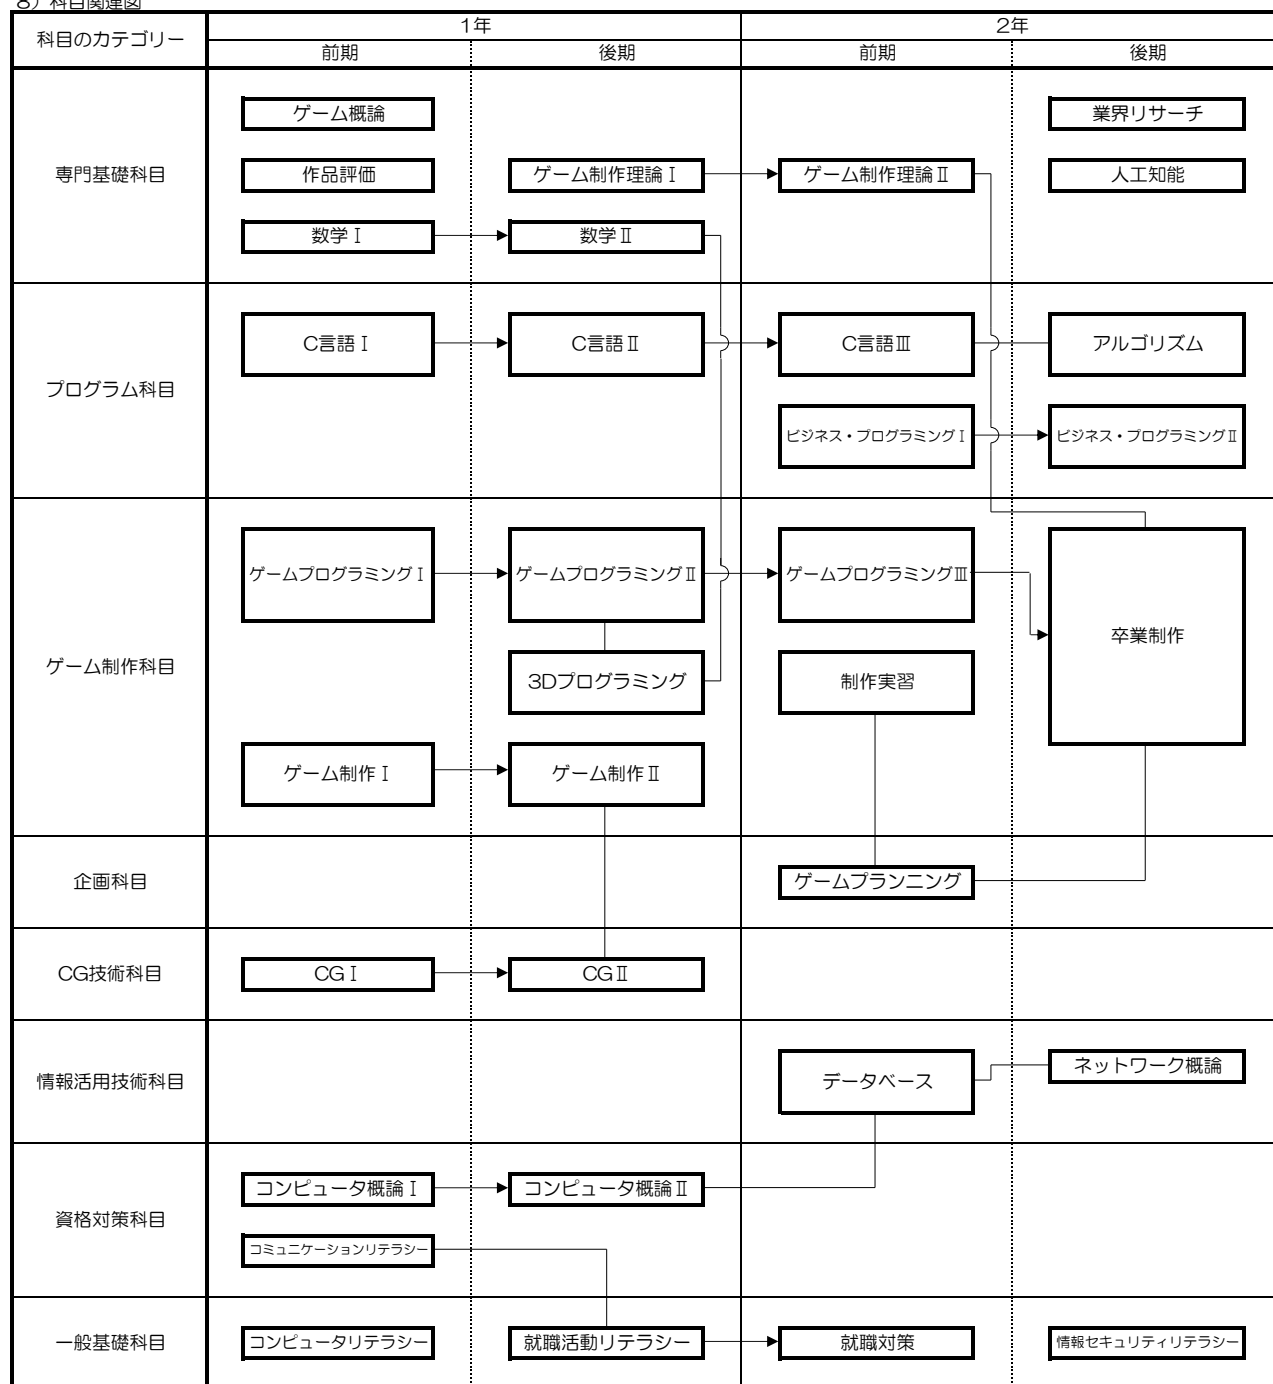 8）科目関連図
科目のカテゴリー
1年
2年
前期
後期
前期
後期
専門基礎科目
ゲーム概論
業界リサーチ
作品評価
ゲーム制作理論Ⅰ
ゲーム制作理論Ⅱ
人工知能
数学Ⅰ
数学Ⅱ
プログラム科目
C言語Ⅰ
C言語Ⅱ
C言語Ⅲ
アルゴリズム
ビジネス・プログラミングⅠ
ビジネス・プログラミングⅡ
ゲーム制作科目
ゲームプログラミングⅠ
ゲームプログラミングⅡ
ゲームプログラミングⅢ
卒業制作
3Dプログラミング
制作実習
ゲーム制作Ⅰ
ゲーム制作Ⅱ
企画科目
ゲームプランニング
CG技術科目
CGⅠ
CGⅡ
情報活用技術科目
データベース
ネットワーク概論
資格対策科目
コンピュータ概論Ⅰ
コンピュータ概論Ⅱ
コミュニケーションリテラシー
一般基礎科目
コンピュータリテラシー
就職活動リテラシー
就職対策
情報セキュリティリテラシー